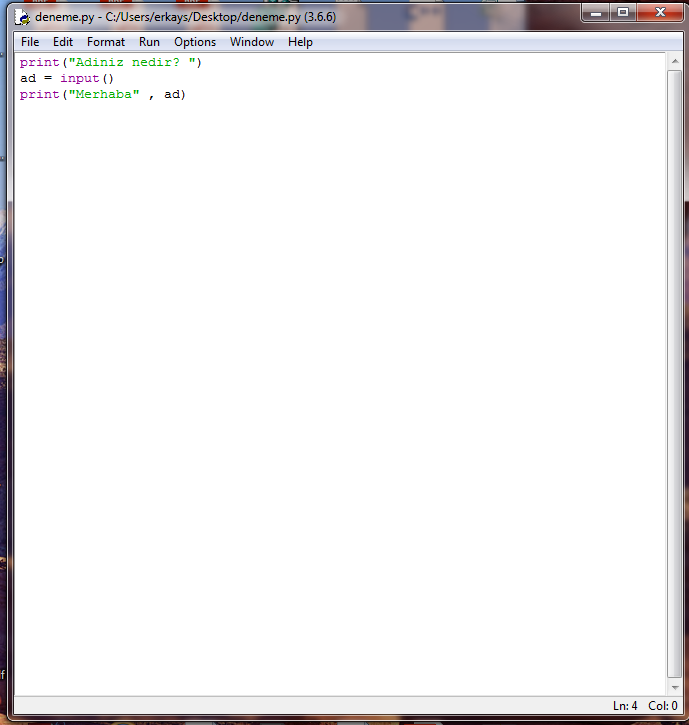 deneme.py - C:/Users/erkays/Desktop/deneme.py (3.6.6)
File Edit Format Run Options Window Help
print("Adiniz nedir? ")
ad = input()
print("Merhaba" , ad)
Ln: 4 Col: 0